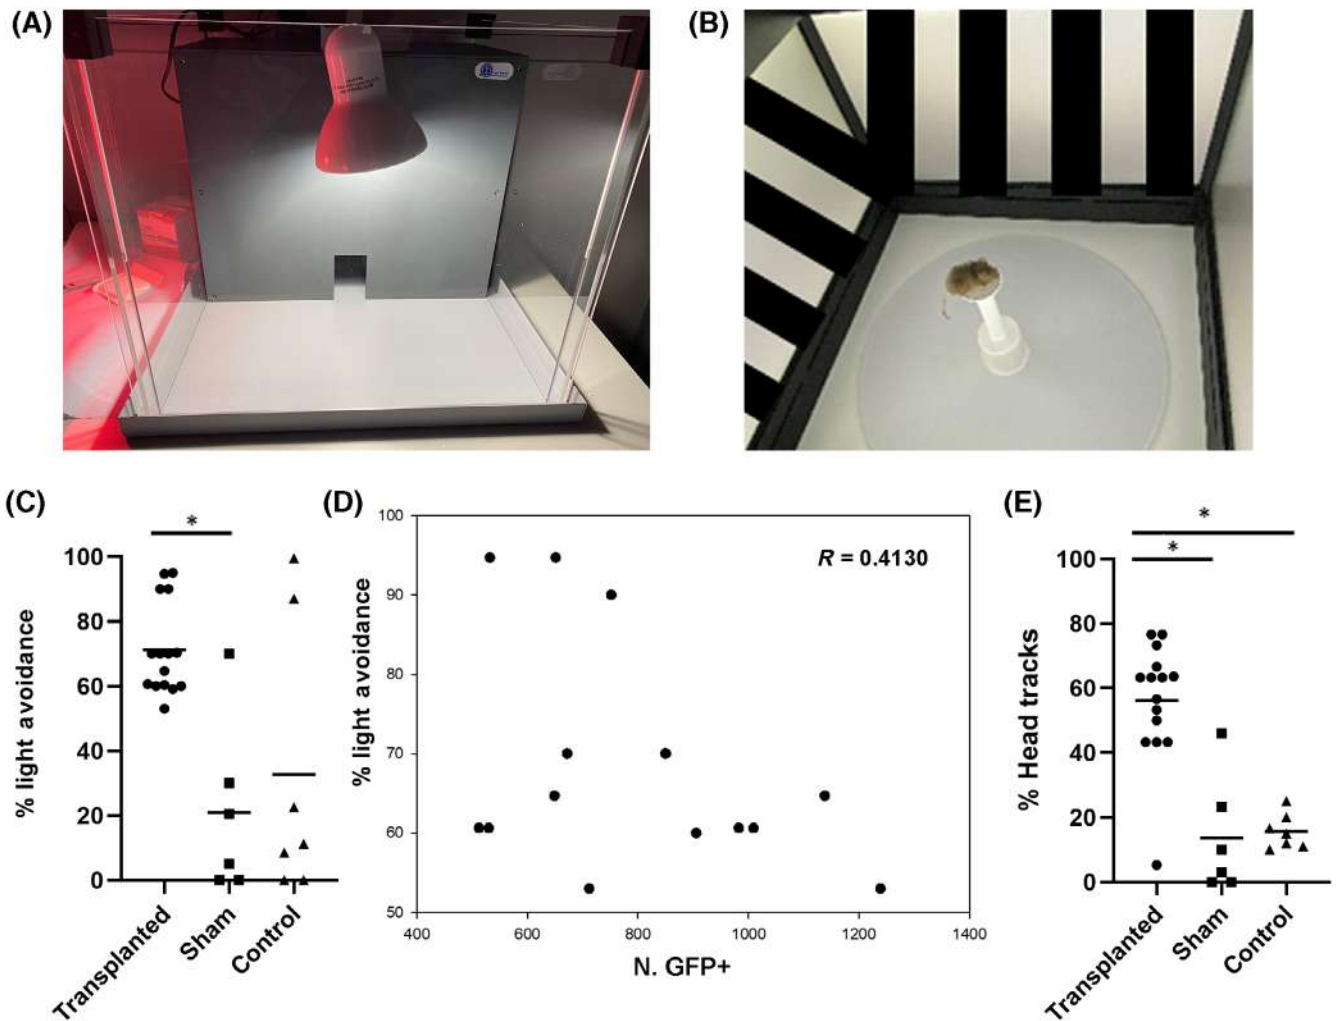 (A)
(B)
(C)
*
% light avoidance
100
80
60
40
20
0
Transplanted
Sham
Control
(D)
% light avoidance
100
90
80
70
60
50
R = 0.4130
400
600
800
1000
1200
1400
N. GFP+
(E)
*
*
% Head tracks
100
80
60
40
20
0
Transplanted
Sham
Control